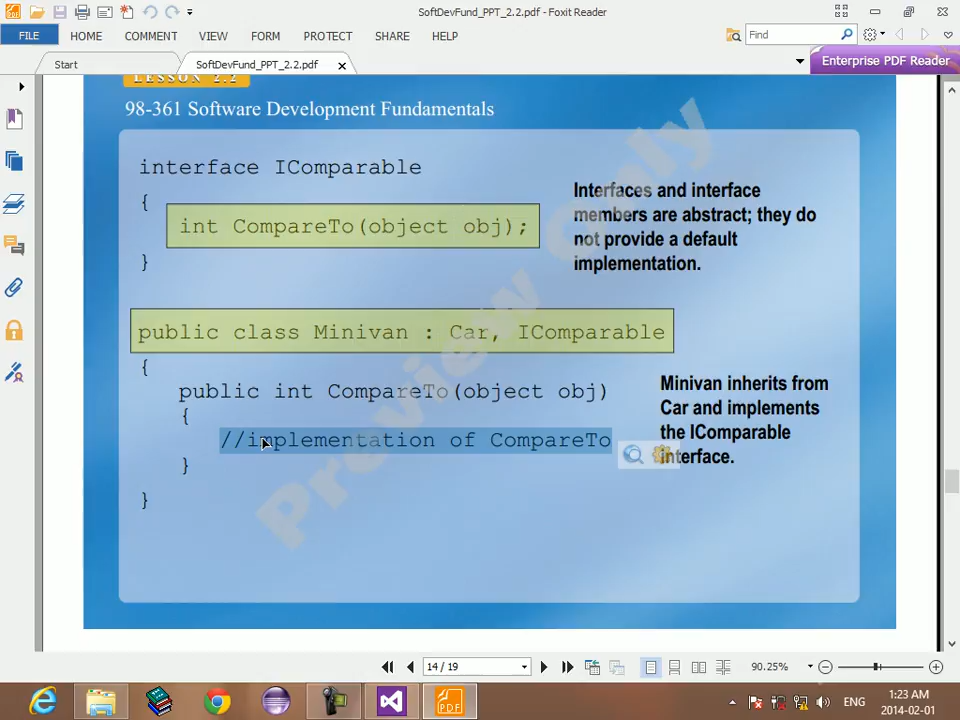 SoftDevFund_PPT_2.2.pdf - Foxit Reader
FILE HOME COMMENT VIEW FORM PROTECT SHARE HELP
Find
Start SoftDevFund_PPT_2.2.pdf
Enterprise PDF Reader
LESSON 2.2
98-361 Software Development Fundamentals
interface IComparable
{
int CompareTo(object obj);
}
Interfaces and interface
members are abstract; they do
not provide a default
implementation.
public class Minivan : Car, IComparable
{
public int CompareTo(object obj)
{
//implementation of CompareTo
}
}
Minivan inherits from
Car and implements
the IComparable
interface.
Preview Only
14 / 19
90.25%
ENG
1:23 AM
2014-02-01